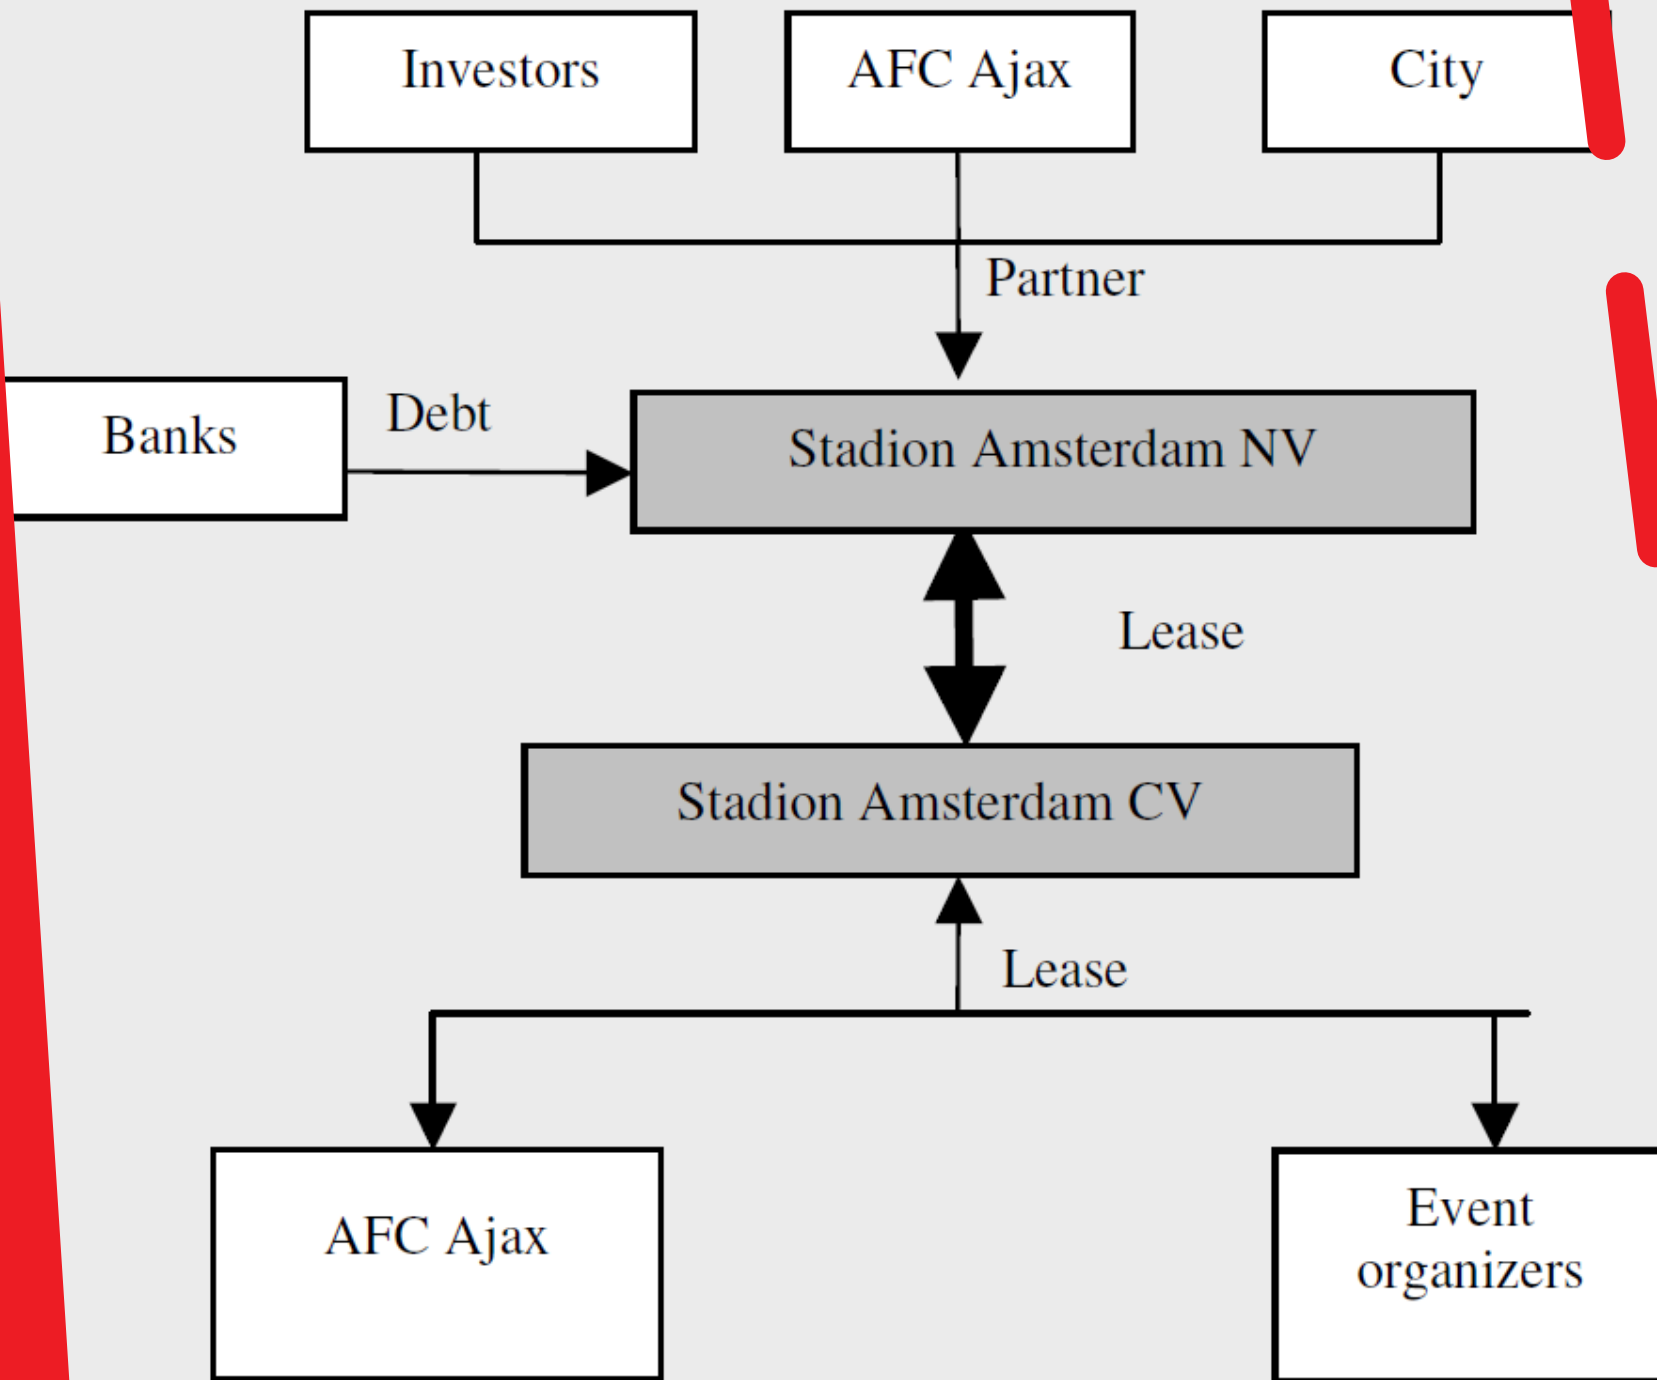 Investors
AFC Ajax
City
Partner
Banks
Debt
Stadion Amsterdam NV
Lease
Stadion Amsterdam CV
Lease
AFC Ajax
Event
organizers